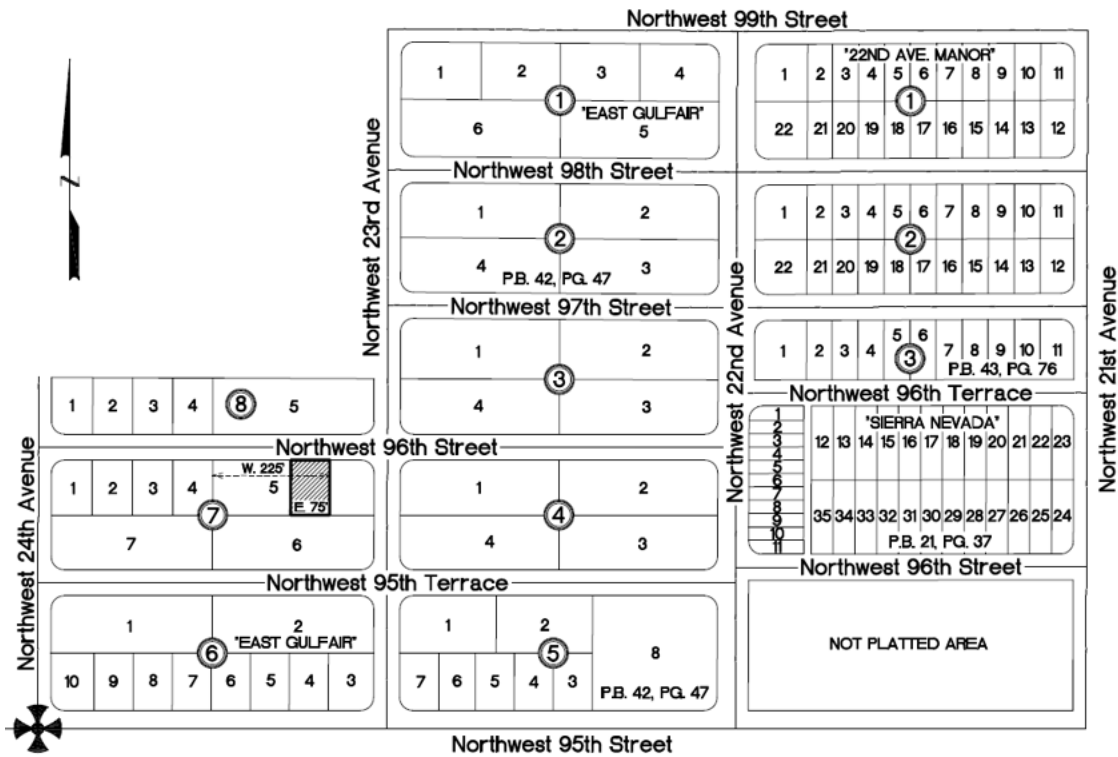 Northwest 99th Street
"22ND AVE. MANOR"
1 2 3 4
1 2 3 4 5 6 7 8 9 10 11
1
"EAST GULFAIR"
1
6 5
22 21 20 19 18 17 16 15 14 13 12
N
Northwest 23rd Avenue
Northwest 98th Street
1 2
1 2 3 4 5 6 7 8 9 10 11
2
2
4 3
P.B. 42, PG. 47
22 21 20 19 18 17 16 15 14 13 12
Northwest 97th Street
Northwest 22nd Avenue
Northwest 21st Avenue
1 2
1 2 3 4 5 6 7 8 9 10 11
3
3
P.B. 43, PG. 76
4 3
Northwest 96th Terrace
1 2 3 4 8 5
1
2
3
4
5
6
7
8
9
10
11
"SIERRA NEVADA"
12 13 14 15 16 17 18 19 20 21 22 23
35 34 33 32 31 30 29 28 27 26 25 24
P.B. 21, PG. 37
Northwest 96th Street
Northwest 24th Avenue
Northwest 96th Street
W. 225'
1 2 3 4 5
E. 75'
7
7 6
1 2
4
4 3
Northwest 95th Terrace
1 2
6
"EAST GULFAIR"
10 9 8 7 6 5 4 3
1 2
5
8
7 6 5 4 3
P.B. 42, PG. 47
NOT PLATTED AREA
Northwest 95th Street